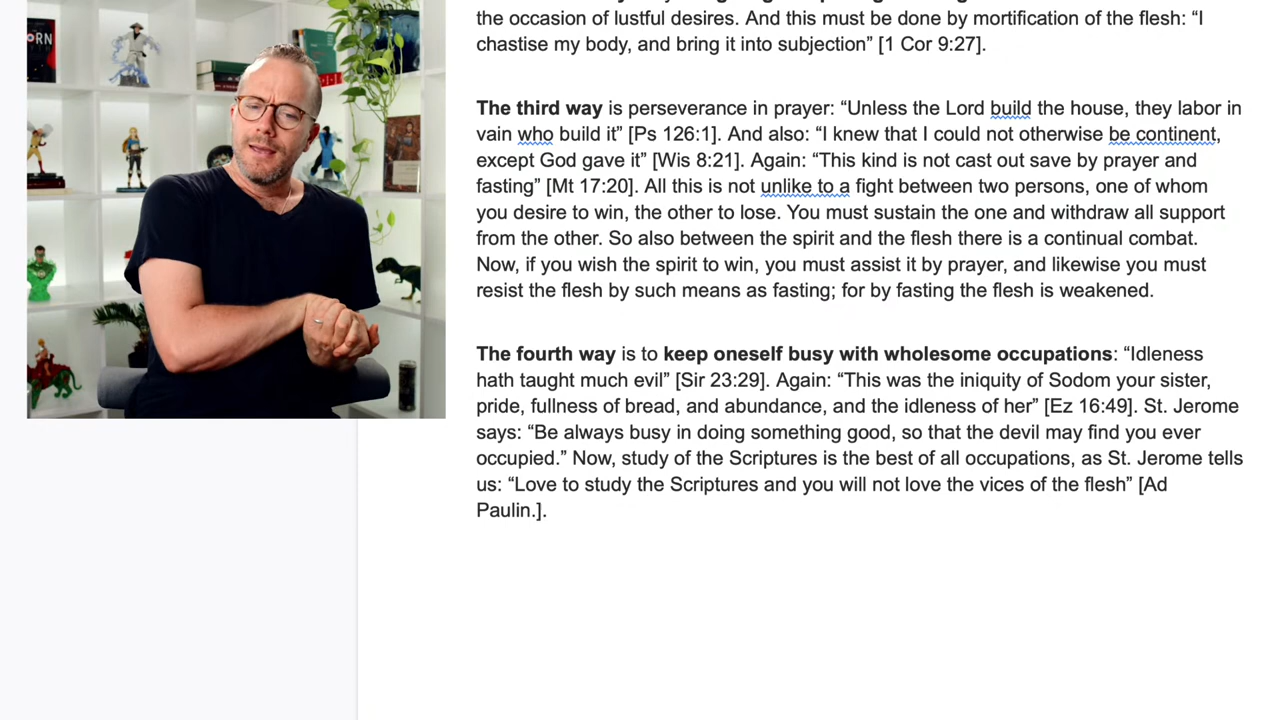 ORN
the occasion of lustful desires. And this must be done by mortification of the flesh: “I
chastise my body, and bring it into subjection” [1 Cor 9:27].
The third way is perseverance in prayer: “Unless the Lord build the house, they labor in
vain who build it” [Ps 126:1]. And also: “I knew that I could not otherwise be continent,
except God gave it” [Wis 8:21]. Again: “This kind is not cast out save by prayer and
fasting” [Mt 17:20]. All this is not unlike to a fight between two persons, one of whom
you desire to win, the other to lose. You must sustain the one and withdraw all support
from the other. So also between the spirit and the flesh there is a continual combat.
Now, if you wish the spirit to win, you must assist it by prayer, and likewise you must
resist the flesh by such means as fasting; for by fasting the flesh is weakened.
The fourth way is to keep oneself busy with wholesome occupations: “Idleness
hath taught much evil” [Sir 23:29]. Again: “This was the iniquity of Sodom your sister,
pride, fullness of bread, and abundance, and the idleness of her” [Ez 16:49]. St. Jerome
says: “Be always busy in doing something good, so that the devil may find you ever
occupied.” Now, study of the Scriptures is the best of all occupations, as St. Jerome tells
us: “Love to study the Scriptures and you will not love the vices of the flesh” [Ad
Paulin.].